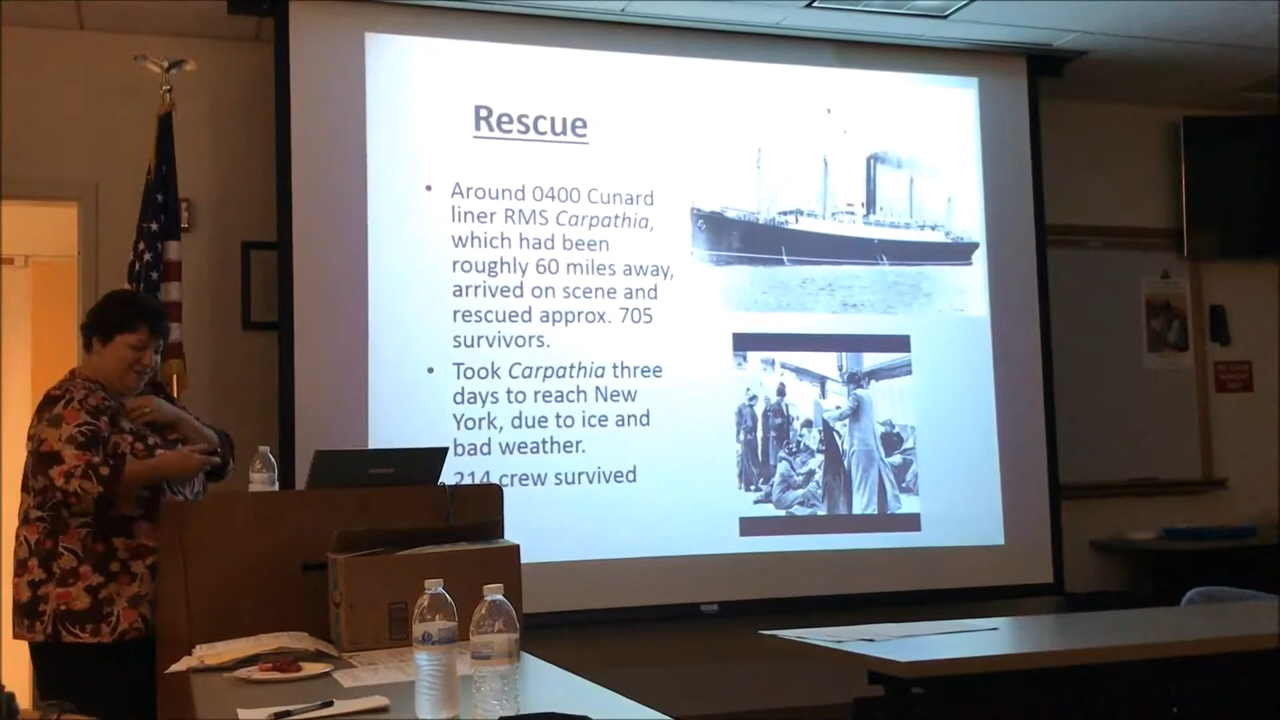 Rescue
• Around 0400 Cunard
liner RMS Carpathia,
which had been
roughly 60 miles away,
arrived on scene and
rescued approx. 705
survivors.
• Took Carpathia three
days to reach New
York, due to ice and
bad weather.
214 crew survived